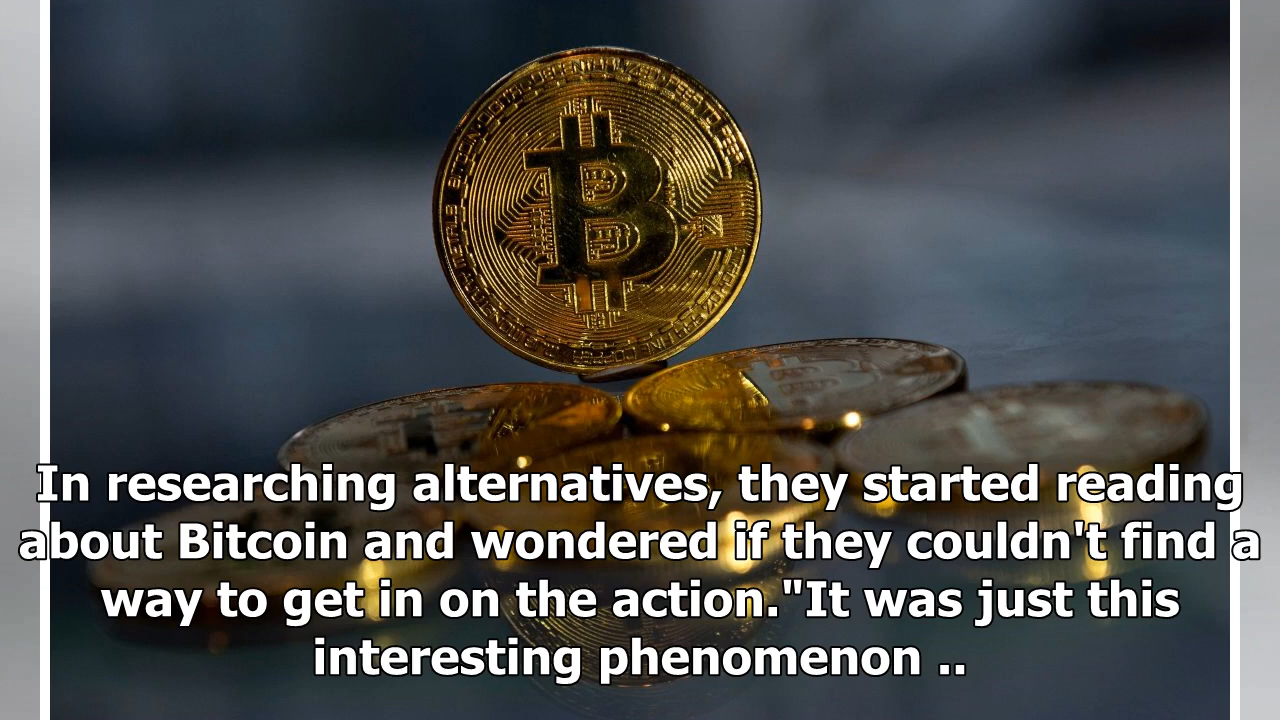 In researching alternatives, they started reading
about Bitcoin and wondered if they couldn't find a
way to get in on the action."It was just this
interesting phenomenon ..